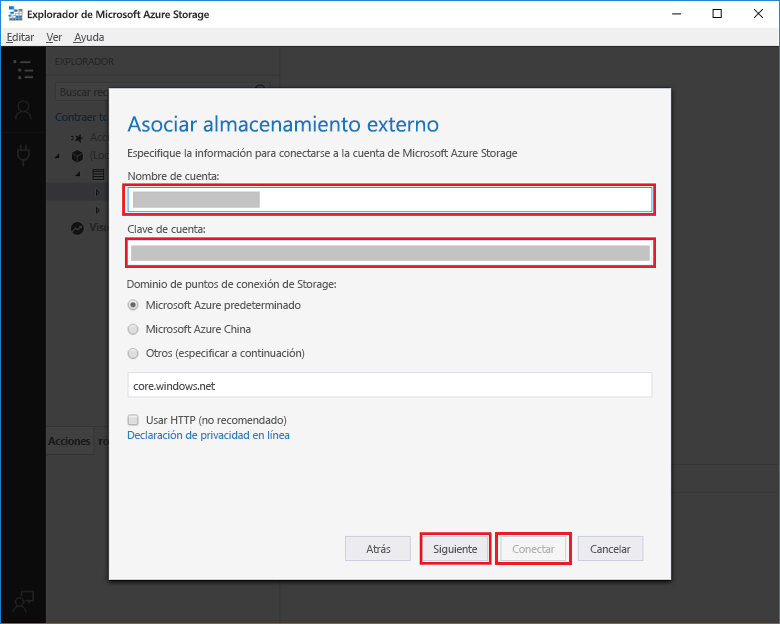 Explorador de Microsoft Azure Storage
Editar Ver Ayuda
EXPLORADOR
Buscar rec
Contraer to
Acc
(Loc
Visu
Asociar almacenamiento externo
Especifique la información para conectarse a la cuenta de Microsoft Azure Storage
Nombre de cuenta:
Clave de cuenta:
Dominio de puntos de conexión de Storage:
Microsoft Azure predeterminado
Microsoft Azure China
Otros (especificar a continuación)
core.windows.net
Usar HTTP (no recomendado)
Declaración de privacidad en línea
Acciones ro
Atrás Siguiente Conectar Cancelar